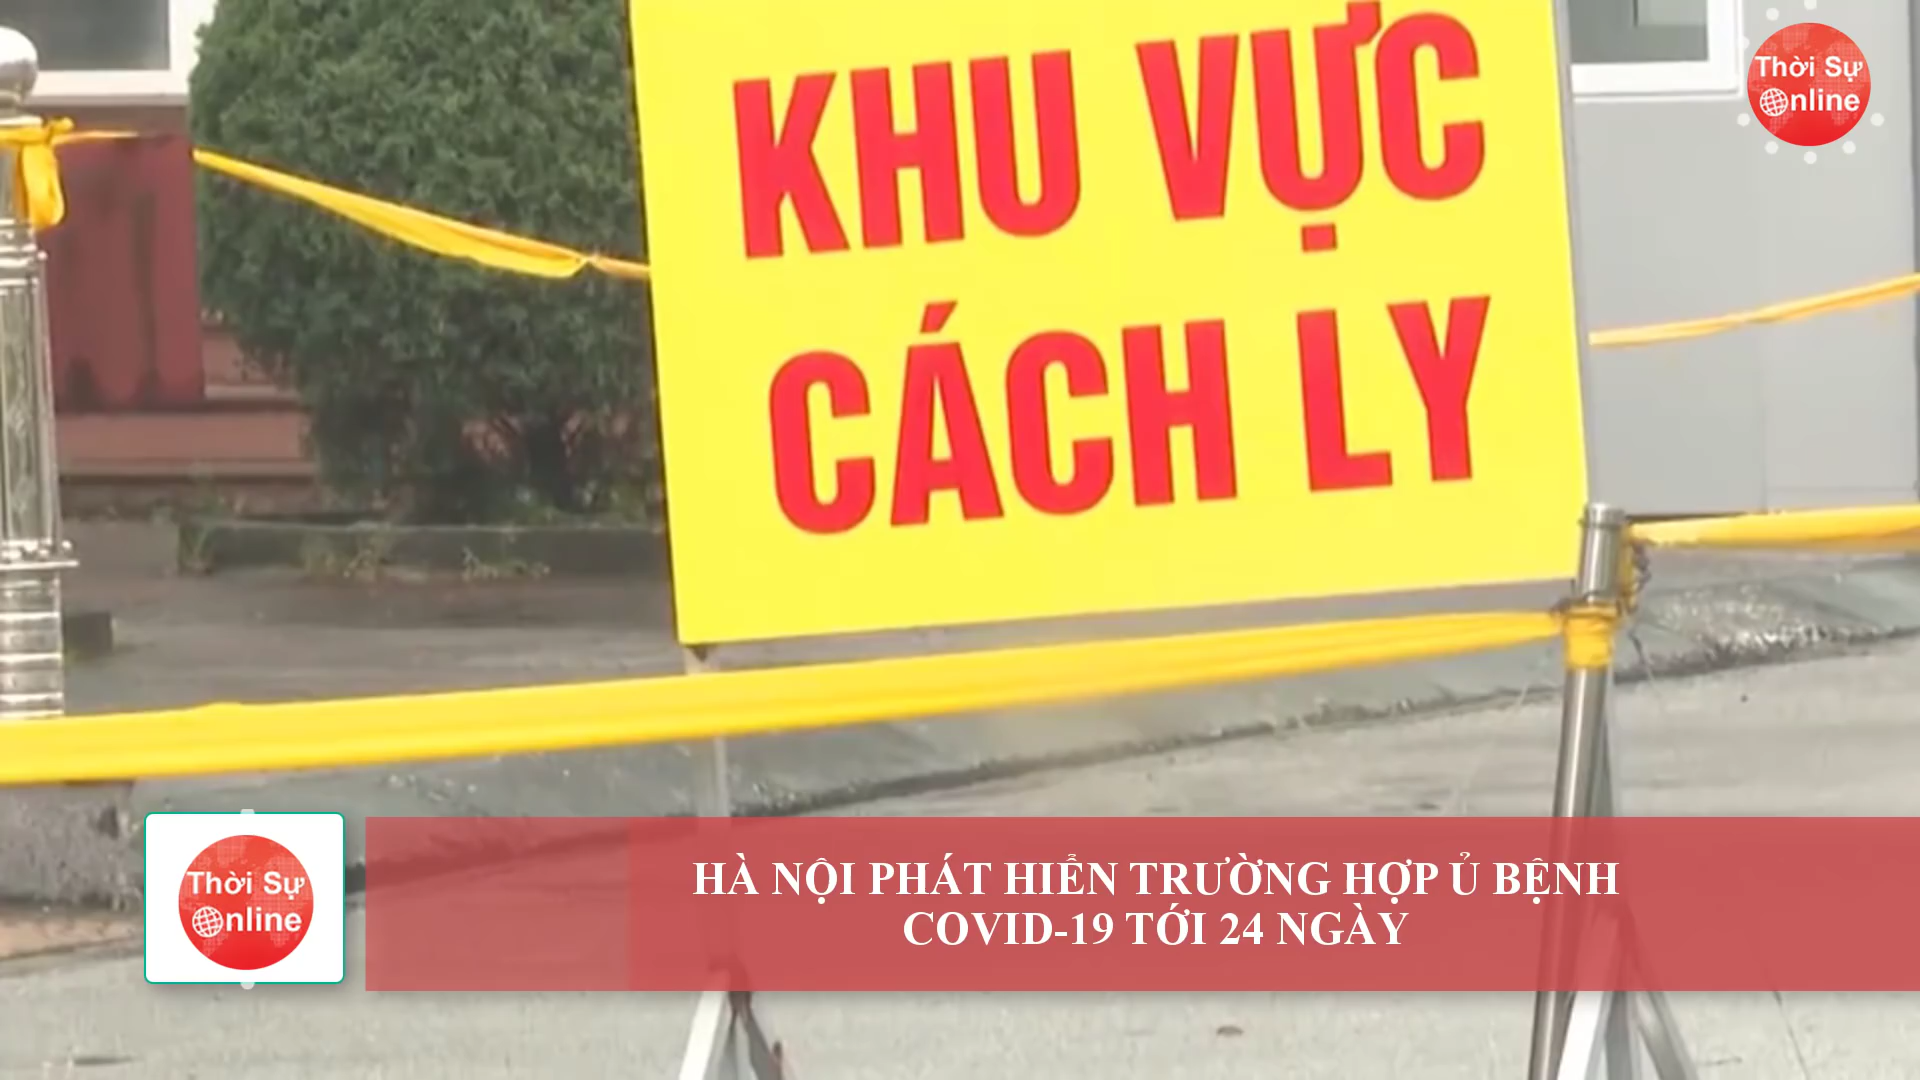 KHU VỰC
CÁCH LY
Thời Sự
Online
Thời Sự
Online
HÀ NỘI PHÁT HIỂN TRƯỜNG HỢP Ủ BỆNH
COVID-19 TỚI 24 NGÀY